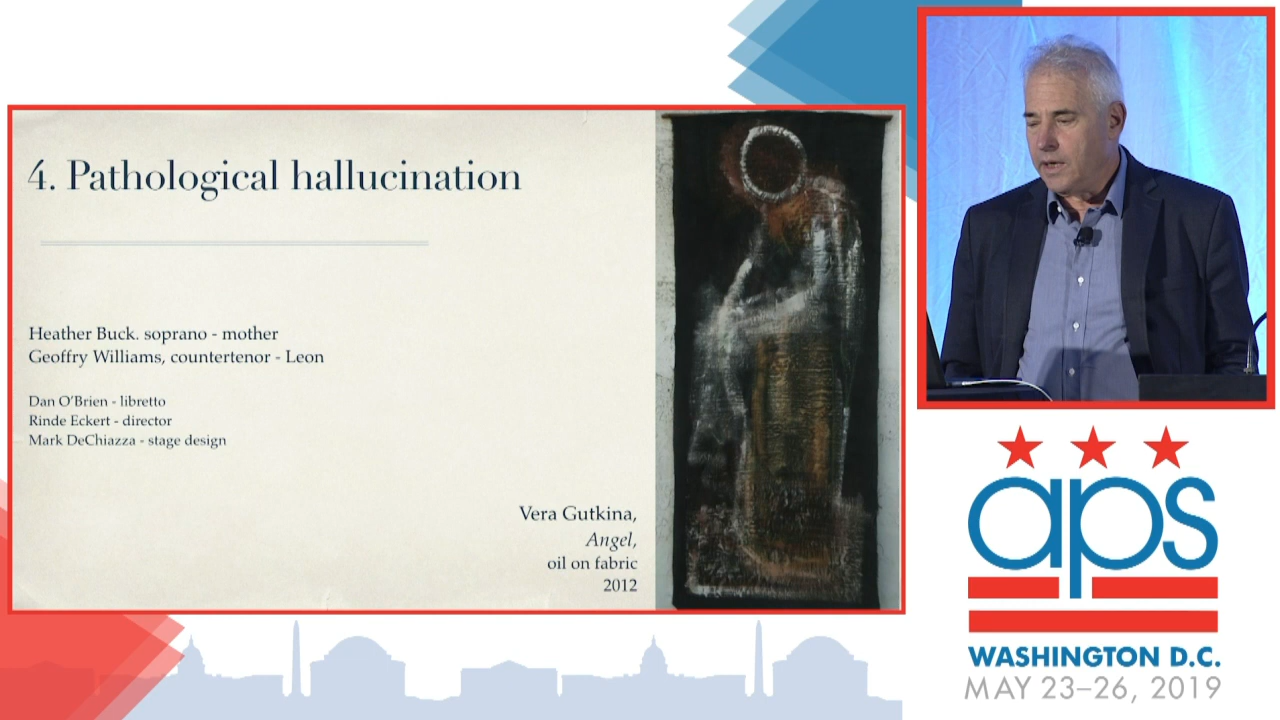 4. Pathological hallucination
Heather Buck. soprano - mother
Geoffry Williams, countertenor - Leon
Dan O'Brien - libretto
Rinde Eckert - director
Mark DeChiazza - stage design
Vera Gutkina,
Angel,
oil on fabric
2012
aps
WASHINGTON D.C.
MAY 23–26, 2019